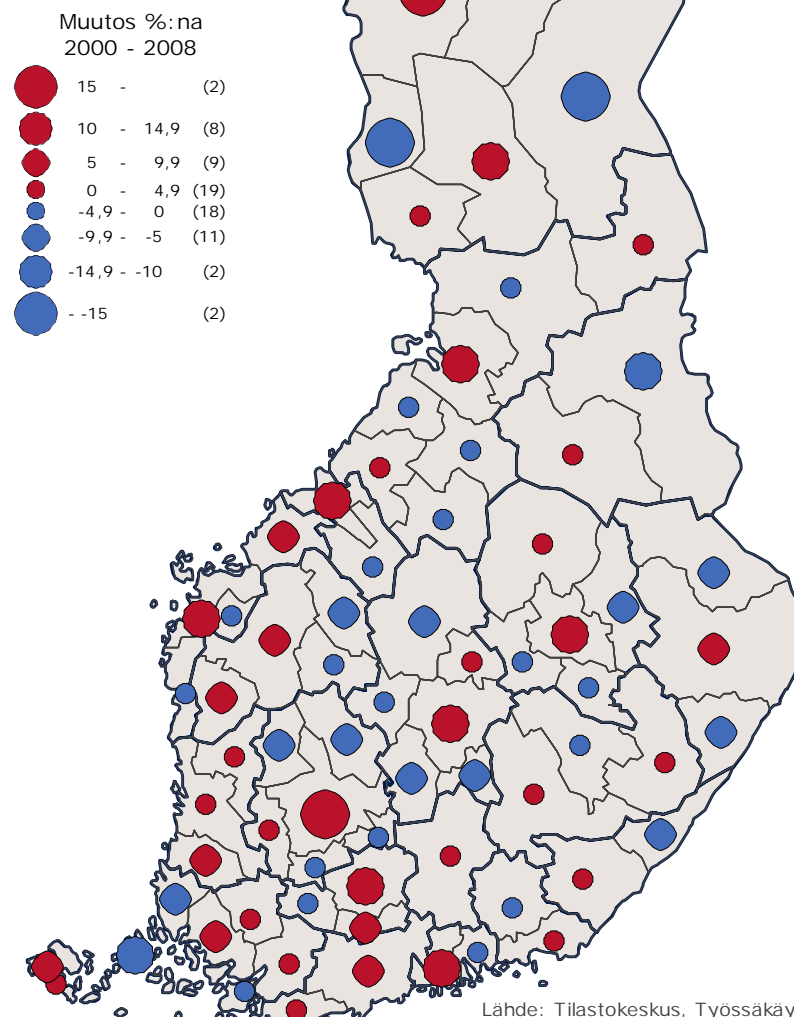 Muutos %:na
2000 - 2008
15 - (2)
10 - 14,9 (8)
5 - 9,9 (9)
0 - 4,9 (19)
-4,9 - 0 (18)
-9,9 - -5 (11)
-14,9 - -10 (2)
- -15 (2)
Lähde: Tilastokeskus, Työssäkäy